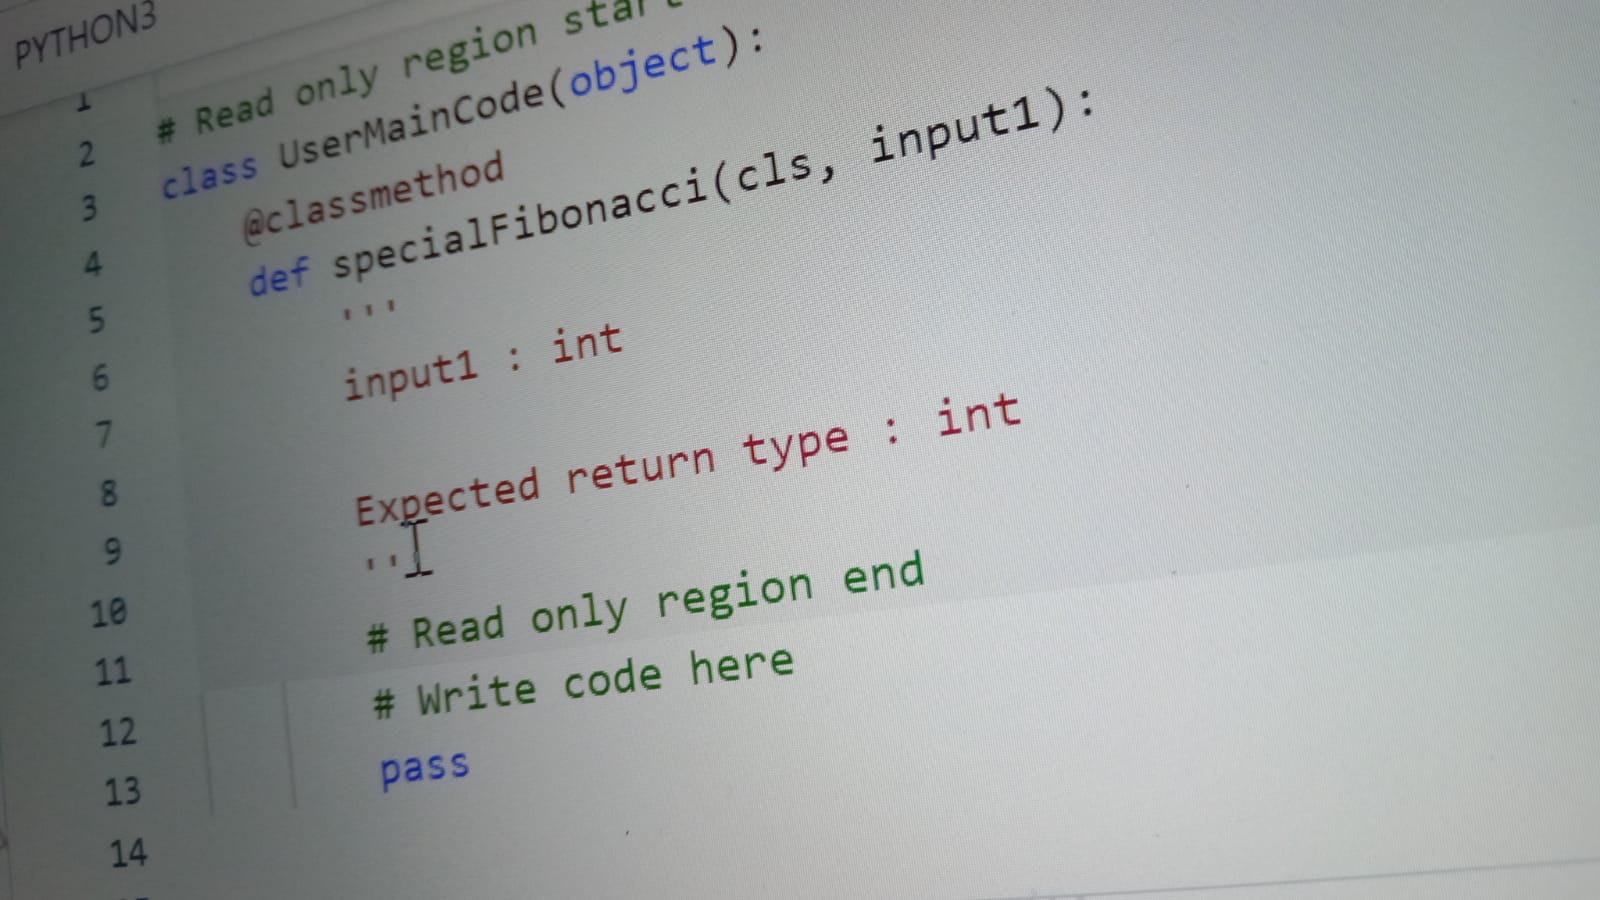 PYTHON3
1
# Read only region start
2
class UserMainCode(object):
3
@classmethod
4
def specialFibonacci(cls, input1):
5
'''
6
input1 : int
7
8
Expected return type : int
9
''
10
# Read only region end
11
# Write code here
12
pass
13
14